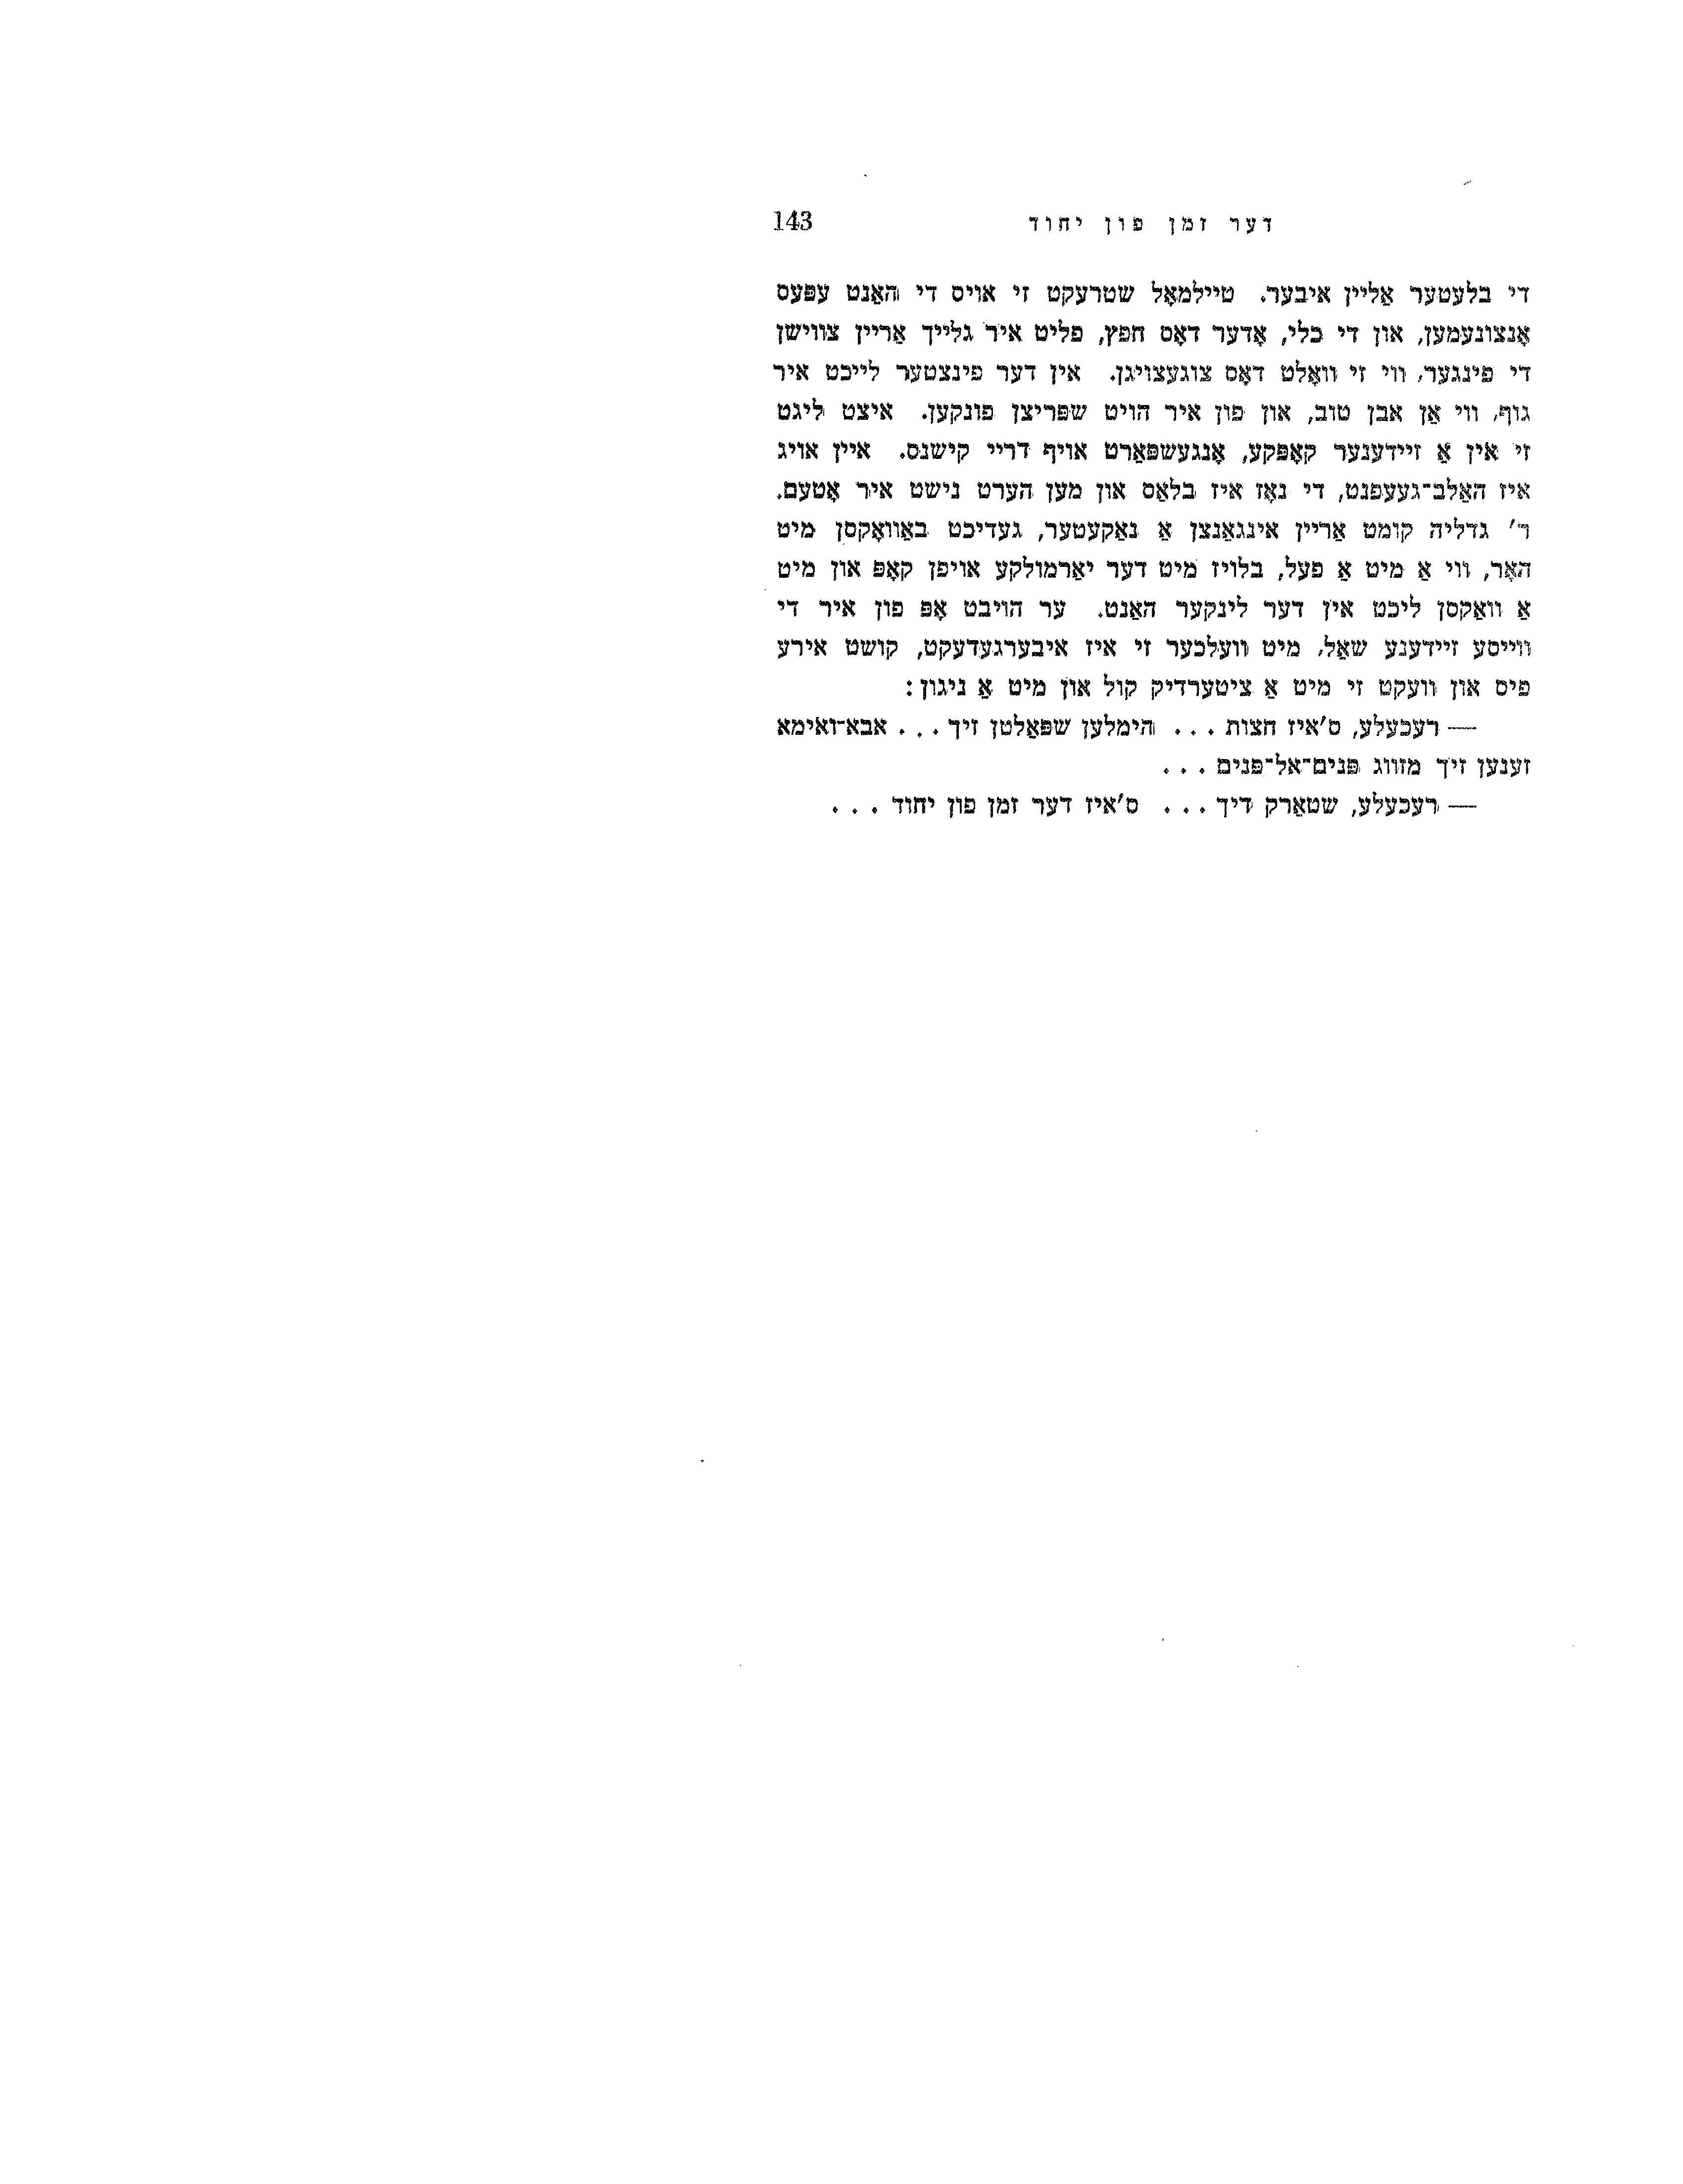 דער זמן פון יחוד 143
די בלעטער אַליין איבער. טיילמאָל שטרעקט זי אויס די האַנט עפּעס
אָנצונעמען, און די כלי, אָדער דאָס חפץ, פליט איר גלייך אַריין צווישן
די פינגער, ווי זי וואָלט דאָס צוגעצויגן. אין דער פינצטער לייכט איר
גוף, ווי אַן אבן טוב, און פון איר הויט שפּריצן פונקען. איצט ליגט
זי אין אַ זיידענער קאָפּקע, אָנגעשפּאַרט אויף דריי קישנס. איין אויג
איז האַלב־געעפנט, די נאָז איז בלאַס און מען הערט נישט איר אָטעם.
ר' גדליה קומט אַריין אינגאַנצן אַ נאַקעטער, געדיכט באַוואָקסן מיט
האָר, ווי אַ מיט אַ פעל, בלויז מיט דער יאַרמולקע אויפן קאָפּ און מיט
אַ וואַקסן ליכט אין דער לינקער האַנט. ער הויבט אָפּ פון איר די
ווייסע זיידענע שאַל, מיט וועלכער זי איז איבערגעדעקט, קושט אירע
פיס און וועקט זי מיט אַ ציטערדיק קול און מיט אַ ניגון:
— רעכעלע, ס'איז חצות... הימלען שפּאַלטן זיך... אבא־ואימא
זענען זיך מזווג פּנים־אל־פּנים...
— רעכעלע, שטאַרק דיך... ס'איז דער זמן פון יחוד...